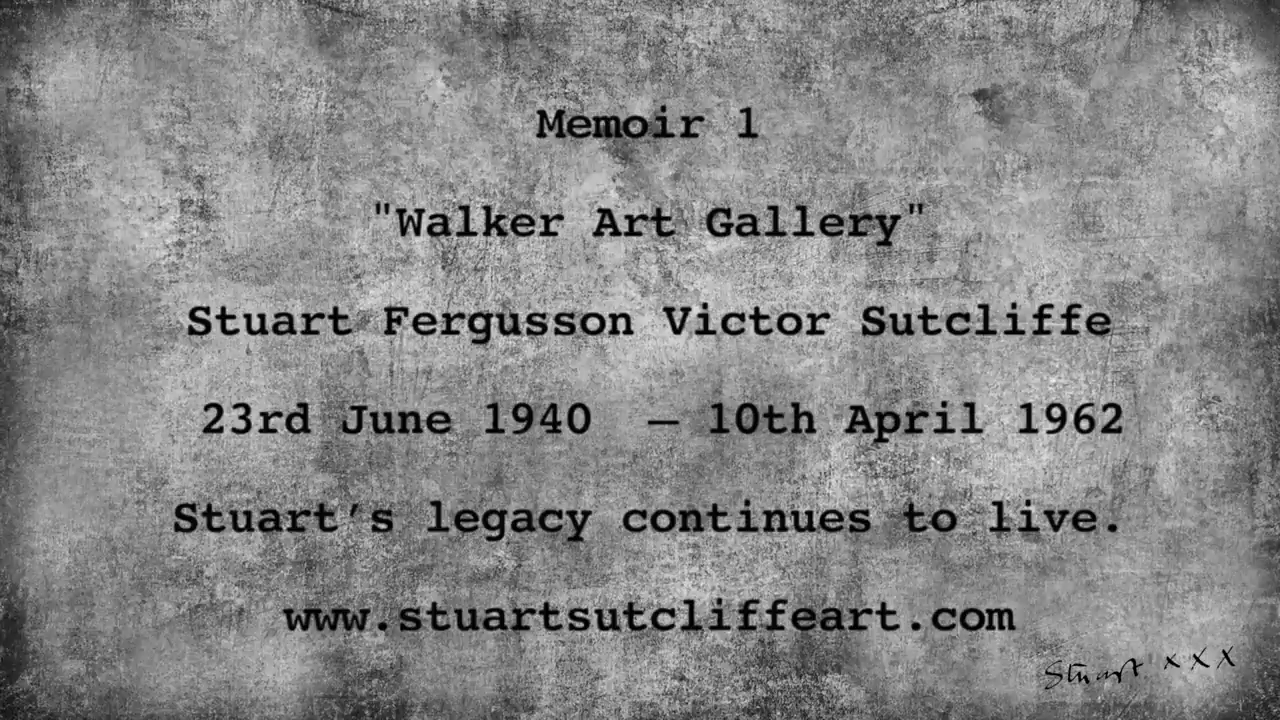 Memoir 1
"Walker Art Gallery"
Stuart Fergusson Victor Sutcliffe
23rd June 1940 – 10th April 1962
Stuart's legacy continues to live.
www.stuartsutcliffeart.com
Stuart x x x